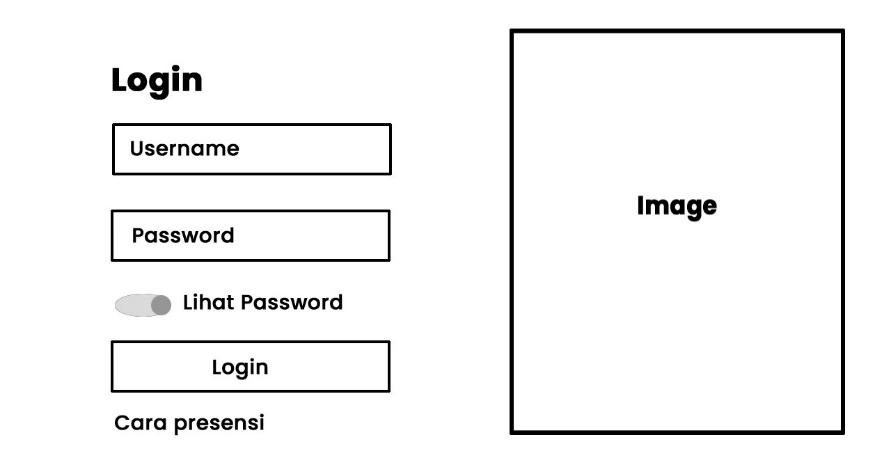 Login
Username
Password
Lihat Password
Login
Cara presensi
Image